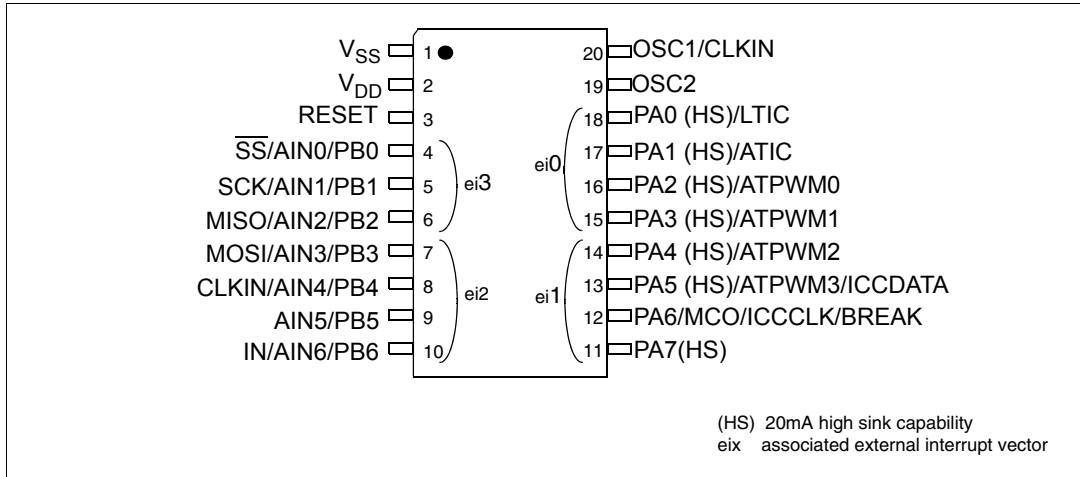 VSS 1 20 OSC1/CLKIN
VDD 2 19 OSC2
RESET 3 18 PA0 (HS)/LTIC
SS/AIN0/PB0 4 17 PA1 (HS)/ATIC
ei3 ei0
SCK/AIN1/PB1 5 16 PA2 (HS)/ATPWM0
MISO/AIN2/PB2 6 15 PA3 (HS)/ATPWM1
MOSI/AIN3/PB3 7 14 PA4 (HS)/ATPWM2
CLKIN/AIN4/PB4 8 13 PA5 (HS)/ATPWM3/ICCDATA
ei2 ei1
AIN5/PB5 9 12 PA6/MCO/ICCCLK/BREAK
IN/AIN6/PB6 10 11 PA7(HS)
(HS) 20mA high sink capability
eix associated external interrupt vector